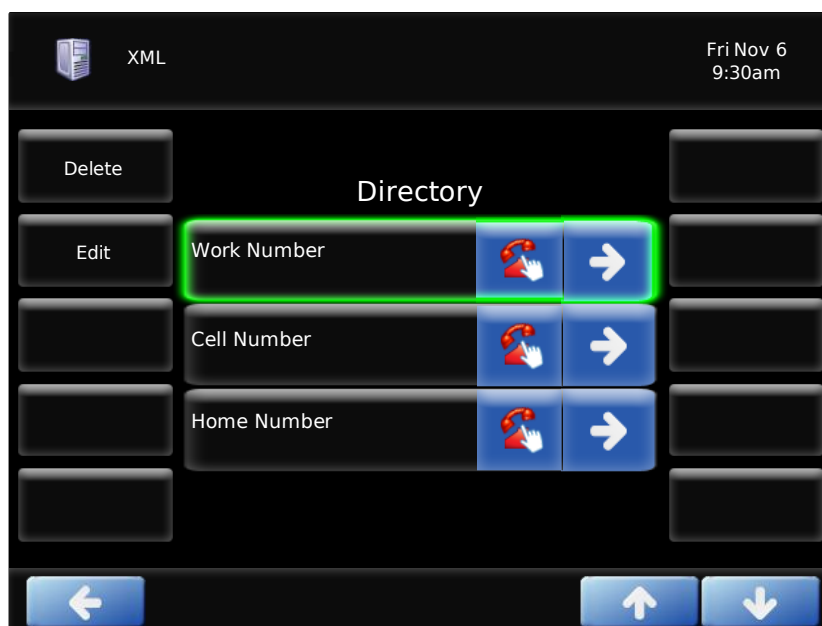 XML
Fri Nov 6
9:30am
Delete
Directory
Edit
Work Number
Cell Number
Home Number